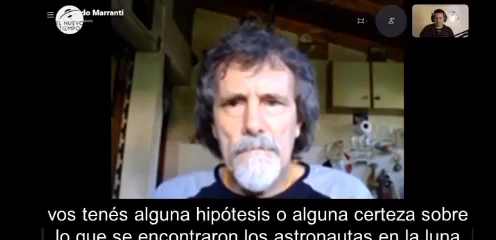 do Marranti
EL NUEVO
TIEMPO
vos tenés alguna hipótesis o alguna certeza sobre
lo que se encontraron los astronautas en la luna